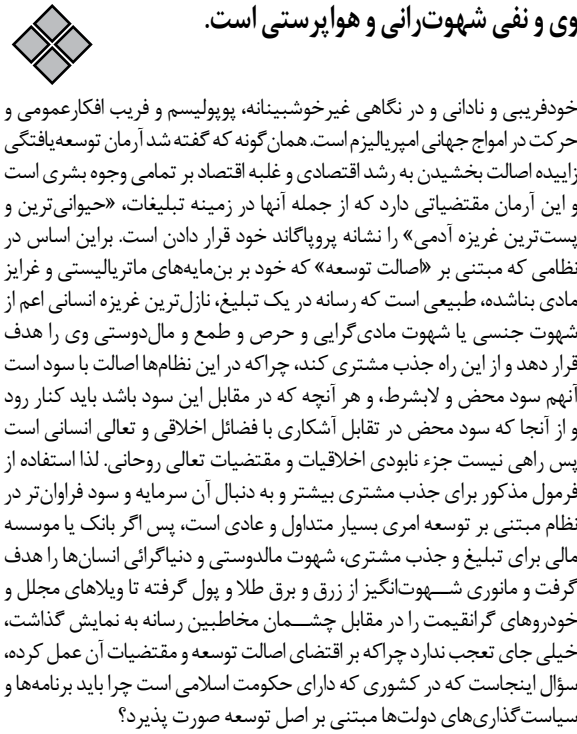 وی و نفی شهوت‌رانی و هواپرستی است.
خودفریبی و نادانی و در نگاهی غیرخوشبینانه، پوپولیسم و فریب افکارعمومی و
حرکت در امواج جهانی امپریالیزم است. همان‌گونه که گفته شد آرمان توسعه‌یافتگی
زاییده اصالت بخشیدن به رشد اقتصادی و غلبه اقتصاد بر تمامی وجوه بشری است
و این آرمان مقتضیاتی دارد که از جمله آنها در زمینه تبلیغات، «حیوانی‌ترین و
پست‌ترین غریزه آدمی» را نشانه پروپاگاند خود قرار دادن است. براین اساس در
نظامی که مبتنی بر «اصالت توسعه» که خود بر بن‌مایه‌های ماتریالیستی و غرایز
مادی بناشده، طبیعی است که رسانه در یک تبلیغ، نازل‌ترین غریزه انسانی اعم از
شهوت جنسی یا شهوت مادی‌گرایی و حرص و طمع و مال‌دوستی وی را هدف
قرار دهد و از این راه جذب مشتری کند، چراکه در این نظام‌ها اصالت با سود است
آنهم سود محض و لابشرط، و هر آنچه که در مقابل این سود باشد باید کنار رود
و از آنجا که سود محض در تقابل آشکاری با فضائل اخلاقی و تعالی انسانی است
پس راهی نیست جزء نابودی اخلاقیات و مقتضیات تعالی روحانی. لذا استفاده از
فرمول مذکور برای جذب مشتری بیشتر و به دنبال آن سرمایه و سود فراوان‌تر در
نظام مبتنی بر توسعه امری بسیار متداول و عادی است، پس اگر بانک یا موسسه
مالی برای تبلیغ و جذب مشتری، شهوت مالدوستی و دنیاگرائی انسان‌ها را هدف
گرفت و مانوری شهوت‌انگیز از زرق و برق طلا و پول گرفته تا ویلاهای مجلل و
خودروهای گرانقیمت را در مقابل چشمان مخاطبین رسانه به نمایش گذاشت،
خیلی جای تعجب ندارد چراکه بر اقتضای اصالت توسعه و مقتضیات آن عمل کرده،
سؤال اینجاست که در کشوری که دارای حکومت اسلامی است چرا باید برنامه‌ها و
سیاست‌گذاری‌های دولت‌ها مبتنی بر اصل توسعه صورت پذیرد؟